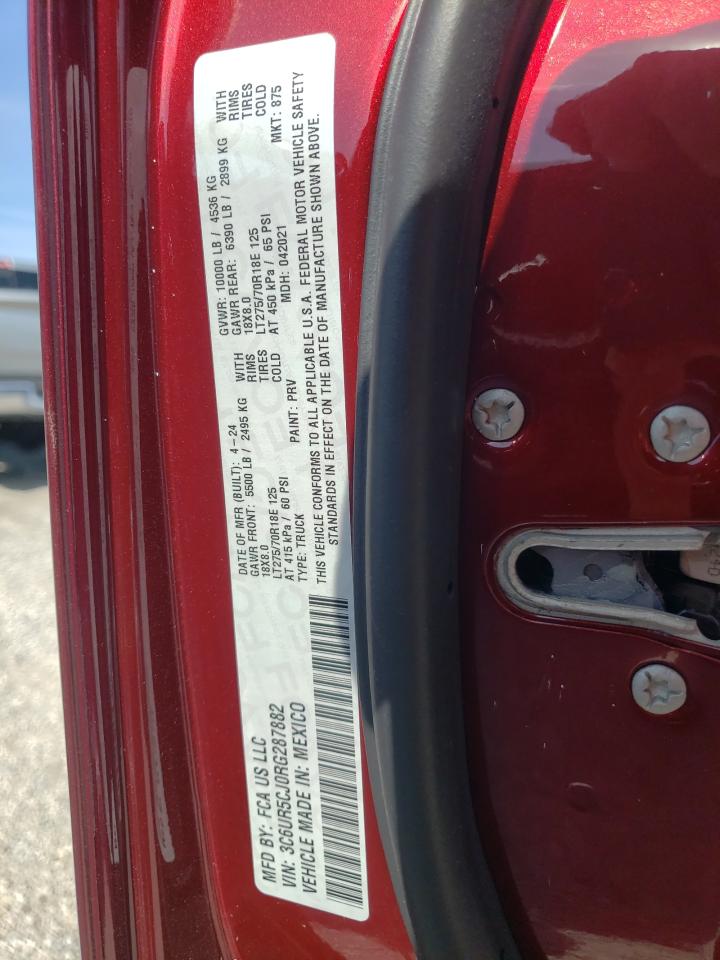 MFD BY: FCA US LLC
DATE OF MFR (BUILT): 4-24
GVWR: 10000 LB / 4536 KG
GAWR FRONT: 5500 LB / 2495 KG WITH
GAWR REAR: 6390 LB / 2899 KG WITH
18X8.0 RIMS
18X8.0 RIMS
LT275/70R18E 125 TIRES
LT275/70R18E 125 TIRES
AT 415 kPa / 60 PSI COLD
AT 450 kPa / 65 PSI COLD
VIN: 3C6UR5CJ0RG287882
TYPE: TRUCK
PAINT: PRV
MDH: 042021
MKT: 875
VEHICLE MADE IN: MEXICO
THIS VEHICLE CONFORMS TO ALL APPLICABLE U.S.A. FEDERAL MOTOR VEHICLE SAFETY
STANDARDS IN EFFECT ON THE DATE OF MANUFACTURE SHOWN ABOVE.